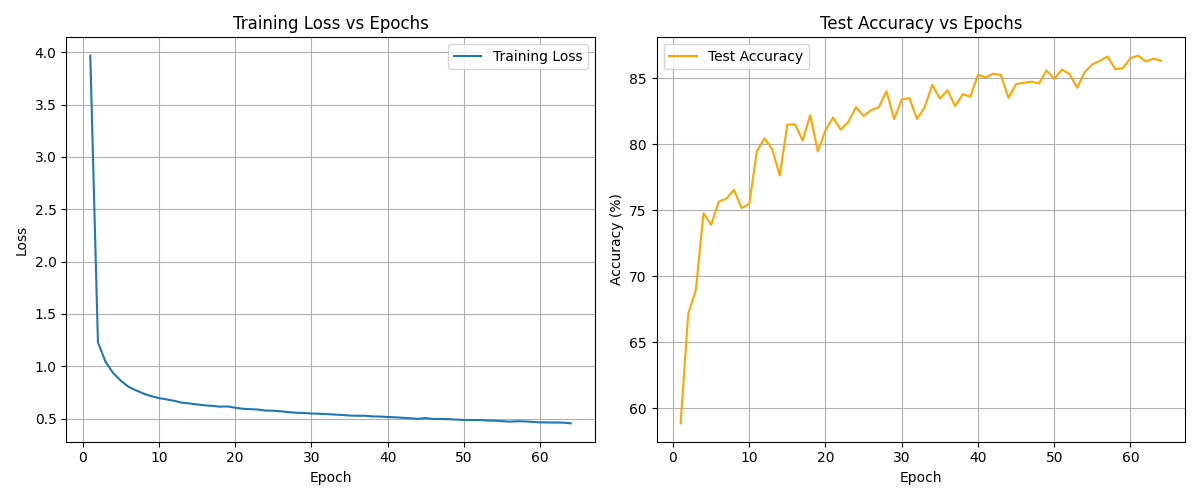 Training Loss vs Epochs
Training Loss
4.0
3.5
3.0
2.5
2.0
1.5
1.0
0.5
Loss
0 10 20 30 40 50 60
Epoch
Test Accuracy vs Epochs
Test Accuracy
85
80
75
70
65
60
Accuracy (%)
0 10 20 30 40 50 60
Epoch